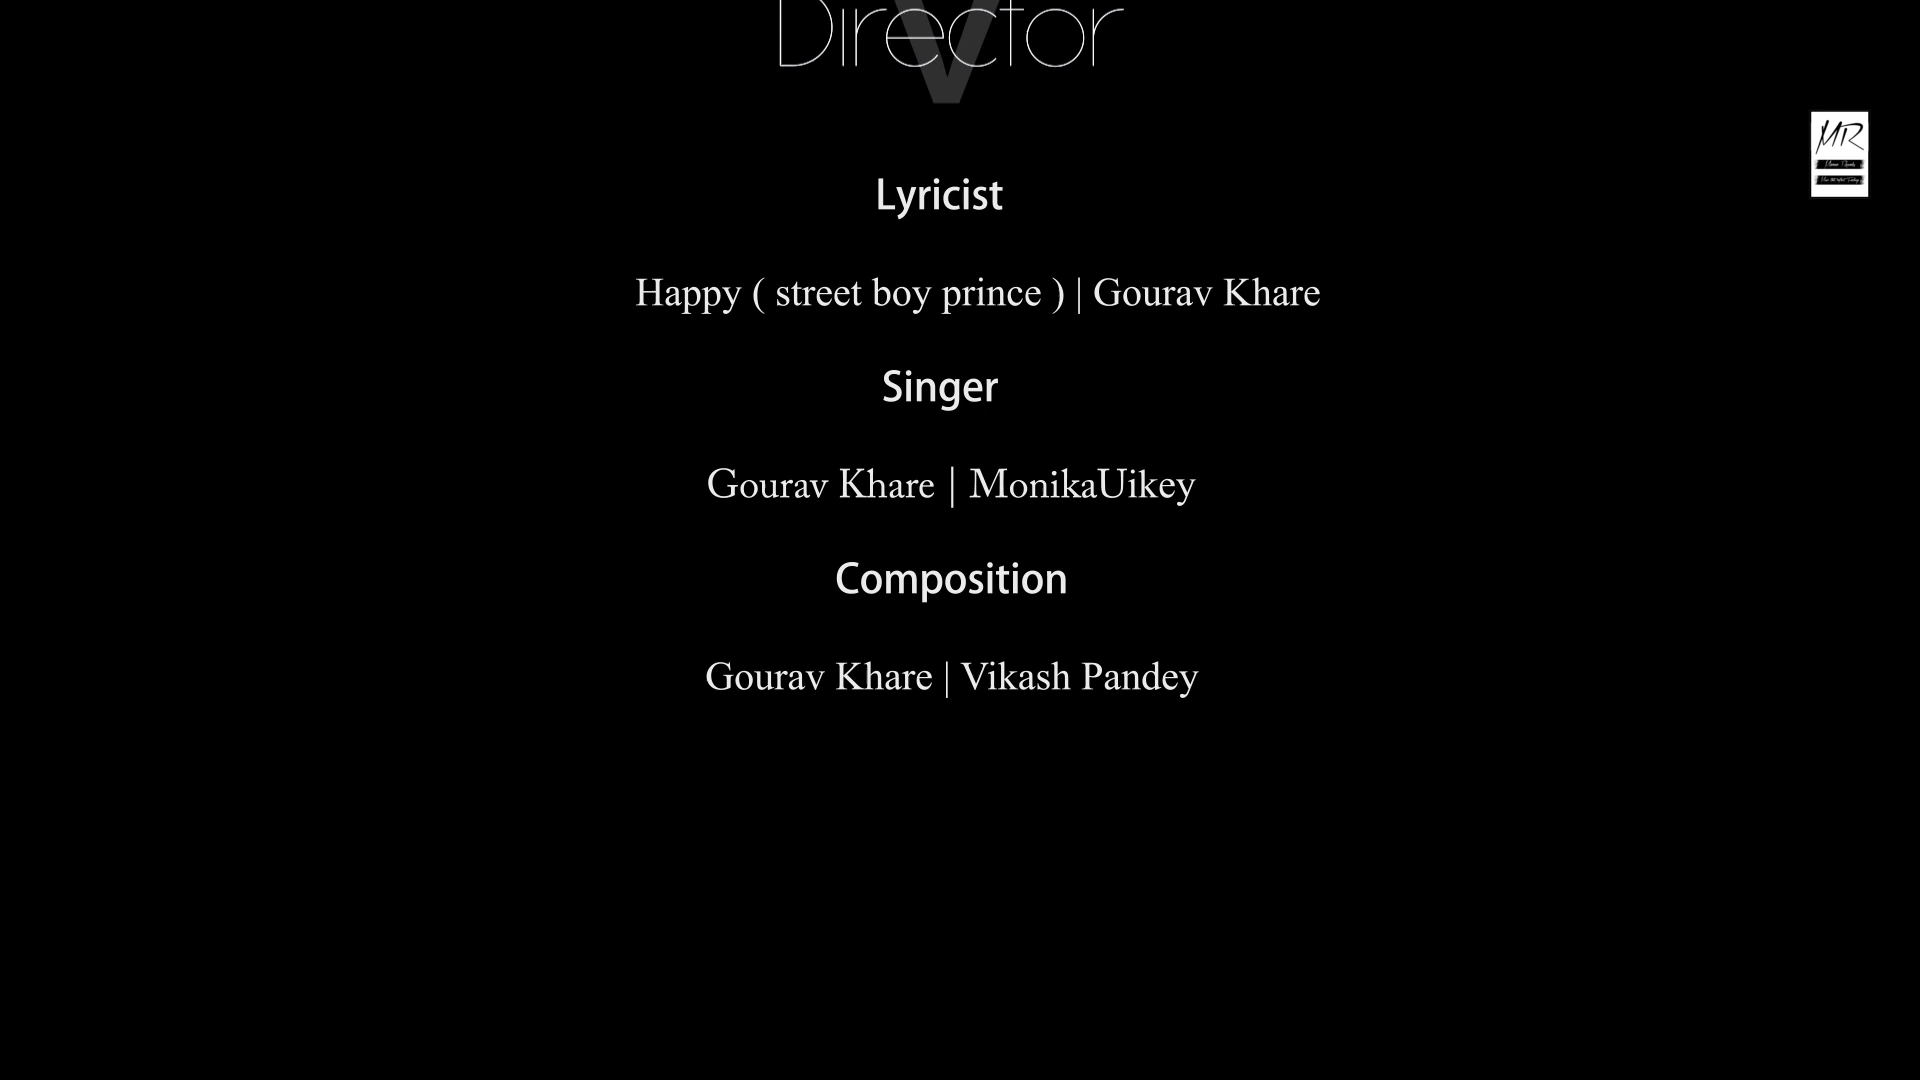 Director
V
Lyricist
Happy ( street boy prince ) | Gourav Khare
MR
Singer
Gourav Khare | MonikaUikey
Composition
Gourav Khare | Vikash Pandey